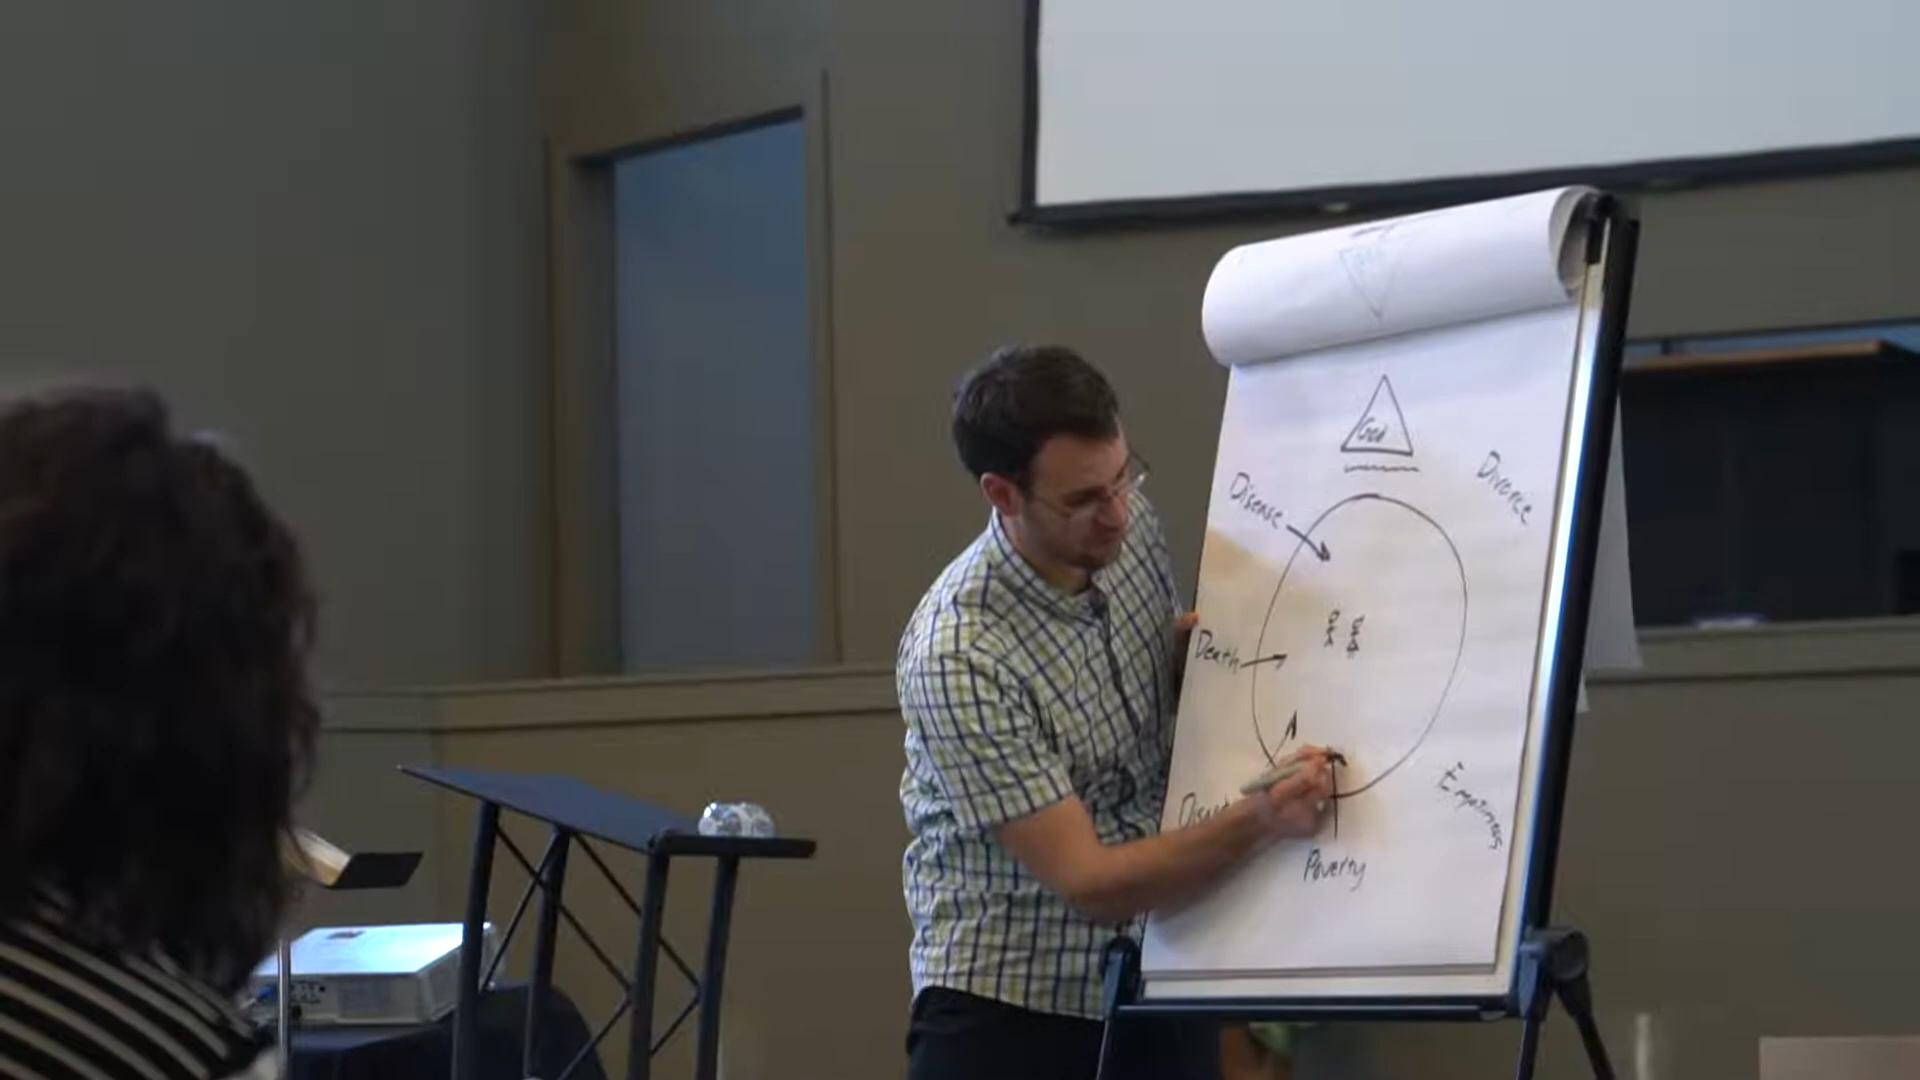 God
Divorce
Disease
Death
Emptiness
Poverty